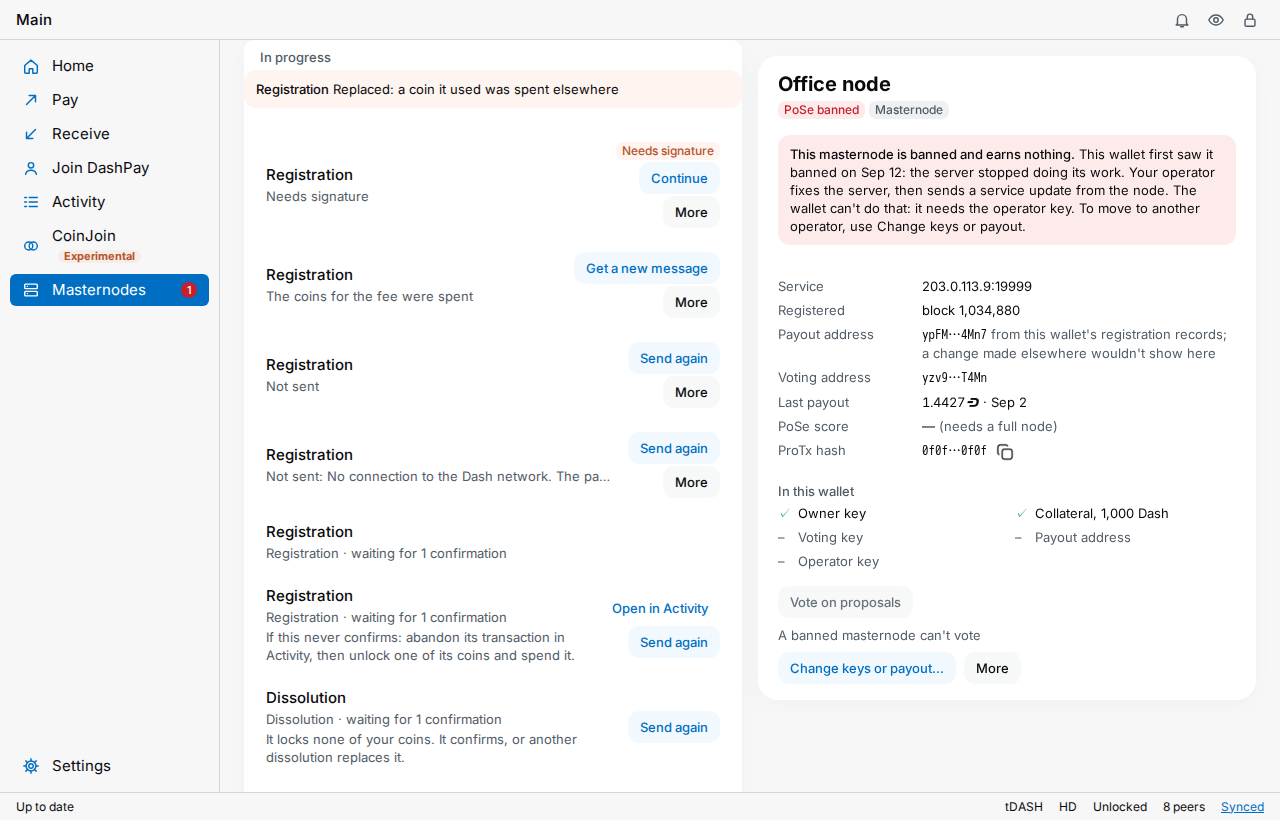 Main
Home
Pay
Receive
Join DashPay
Activity
CoinJoin
Experimental
Masternodes
1
Settings
In progress
Registration Replaced: a coin it used was spent elsewhere
Needs signature
Registration
Needs signature
Continue
More
Registration
The coins for the fee were spent
Get a new message
More
Registration
Not sent
Send again
More
Registration
Not sent: No connection to the Dash network. The pa...
Send again
More
Registration
Registration · waiting for 1 confirmation
Registration
Registration · waiting for 1 confirmation
If this never confirms: abandon its transaction in
Activity, then unlock one of its coins and spend it.
Open in Activity
Send again
Dissolution
Dissolution · waiting for 1 confirmation
It locks none of your coins. It confirms, or another
dissolution replaces it.
Send again
Office node
PoSe banned
Masternode
This masternode is banned and earns nothing. This wallet first saw it
banned on Sep 12: the server stopped doing its work. Your operator
fixes the server, then sends a service update from the node. The
wallet can't do that: it needs the operator key. To move to another
operator, use Change keys or payout.
Service 203.0.113.9:19999
Registered block 1,034,880
Payout address ypFM···4Mn7 from this wallet's registration records;
a change made elsewhere wouldn't show here
Voting address yzv9···T4Mn
Last payout 1.4427 · Sep 2
PoSe score — (needs a full node)
ProTx hash 0f0f···0f0f
In this wallet
✓ Owner key
✓ Collateral, 1,000 Dash
– Voting key
– Payout address
– Operator key
Vote on proposals
A banned masternode can't vote
Change keys or payout...
More
Up to date
tDASH
HD
Unlocked
8 peers
Synced